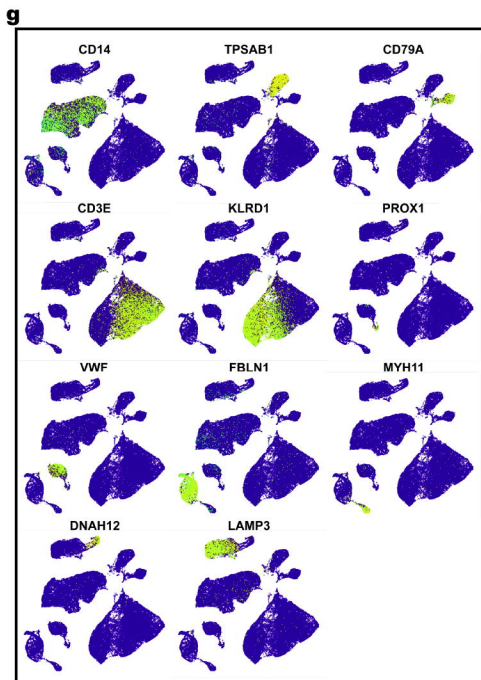 g
CD14 TPSAB1 CD79A
CD3E KLRD1 PROX1
VWF FBLN1 MYH11
DNAH12 LAMP3